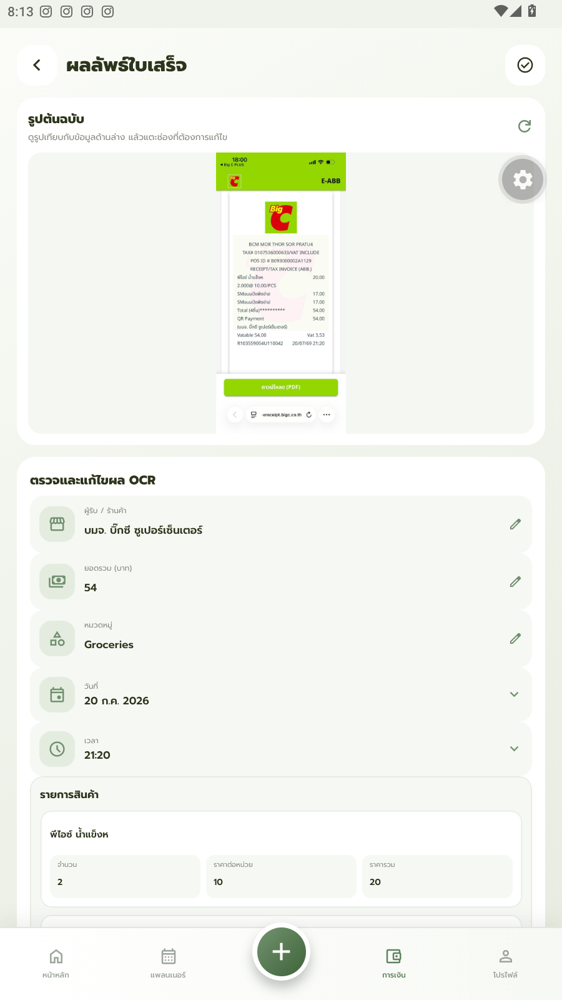 8:13
ผลลัพธ์ใบเสร็จ
รูปต้นฉบับ
ดูรูปเทียบกับข้อมูลด้านล่าง แล้วแตะช่องที่ต้องการแก้ไข
18:00
Big C PLUS
E-ABB
Big C
BCM MOR THOR SOR PRATU4
TAX# 0107536000633/VAT INCLUDE
POS ID # B093000002A1129
RECEIPT/TAX INVOICE (ABB.)
พีไอซ์ น้ำแข็งห 20.00
2.000@ 10.00/PCS
SMขนมปังพิซซ่าฮ 17.00
SMขนมปังพิซซ่าป 17.00
Total (4ชิ้น)********** 54.00
QR Payment 54.00
(บมจ. บิ๊กซี ซูเปอร์เซ็นเตอร์)
Vatable 54.00 Vat 3.53
R103559054U110042 20/07/69 21:20
ดาวน์โหลด (PDF)
-ereceipt.bigc.co.th
ตรวจและแก้ไขผล OCR
ผู้รับ / ร้านค้า
บมจ. บิ๊กซี ซูเปอร์เซ็นเตอร์
ยอดรวม (บาท)
54
หมวดหมู่
Groceries
วันที่
20 ก.ค. 2026
เวลา
21:20
รายการสินค้า
พีไอซ์ น้ำแข็งห
จำนวน ราคาต่อหน่วย ราคารวม
2 10 20
หน้าหลัก แพลนเนอร์ การเงิน โปรไฟล์